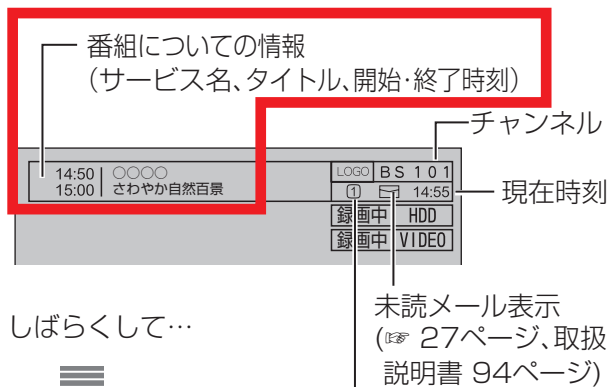 番組についての情報
（サービス名、タイトル、開始・終了時刻）
チャンネル
14:50 ○○○○
15:00 さわやか自然百景
LOGO BS 101
1 14:55
現在時刻
録画中 HDD
録画中 VIDEO
未読メール表示
(☞ 27ページ、取扱
説明書 94ページ)
しばらくして…